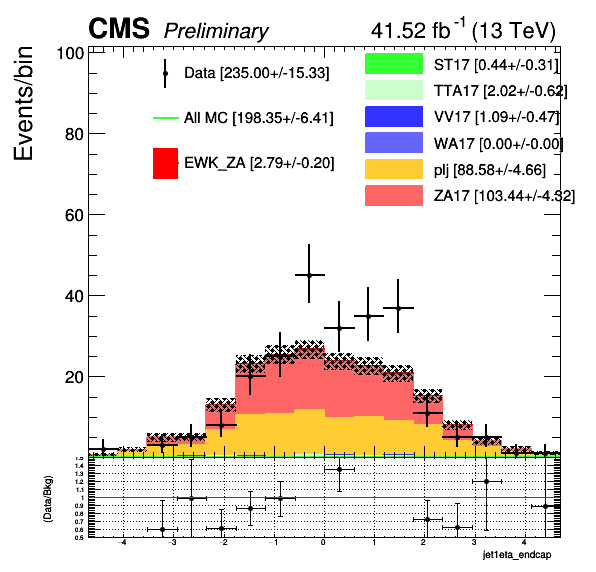 CMS Preliminary 41.52 fb⁻¹ (13 TeV)
Events/bin
100
80
60
40
20
Data [235.00+/-15.33]
All MC [198.35+/-6.41]
EWK_ZA [2.79+/-0.20]
ST17 [0.44+/-0.31]
TTA17 [2.02+/-0.62]
VV17 [1.09+/-0.47]
WA17 [0.00+/-0.00]
plj [88.58+/-4.66]
ZA17 [103.44+/-4.32]
(Data/Bkg)
1.5
1.4
1.3
1.2
1.1
1
0.9
0.8
0.7
0.6
0.5
−4 −3 −2 −1 0 1 2 3 4
jet1eta_endcap